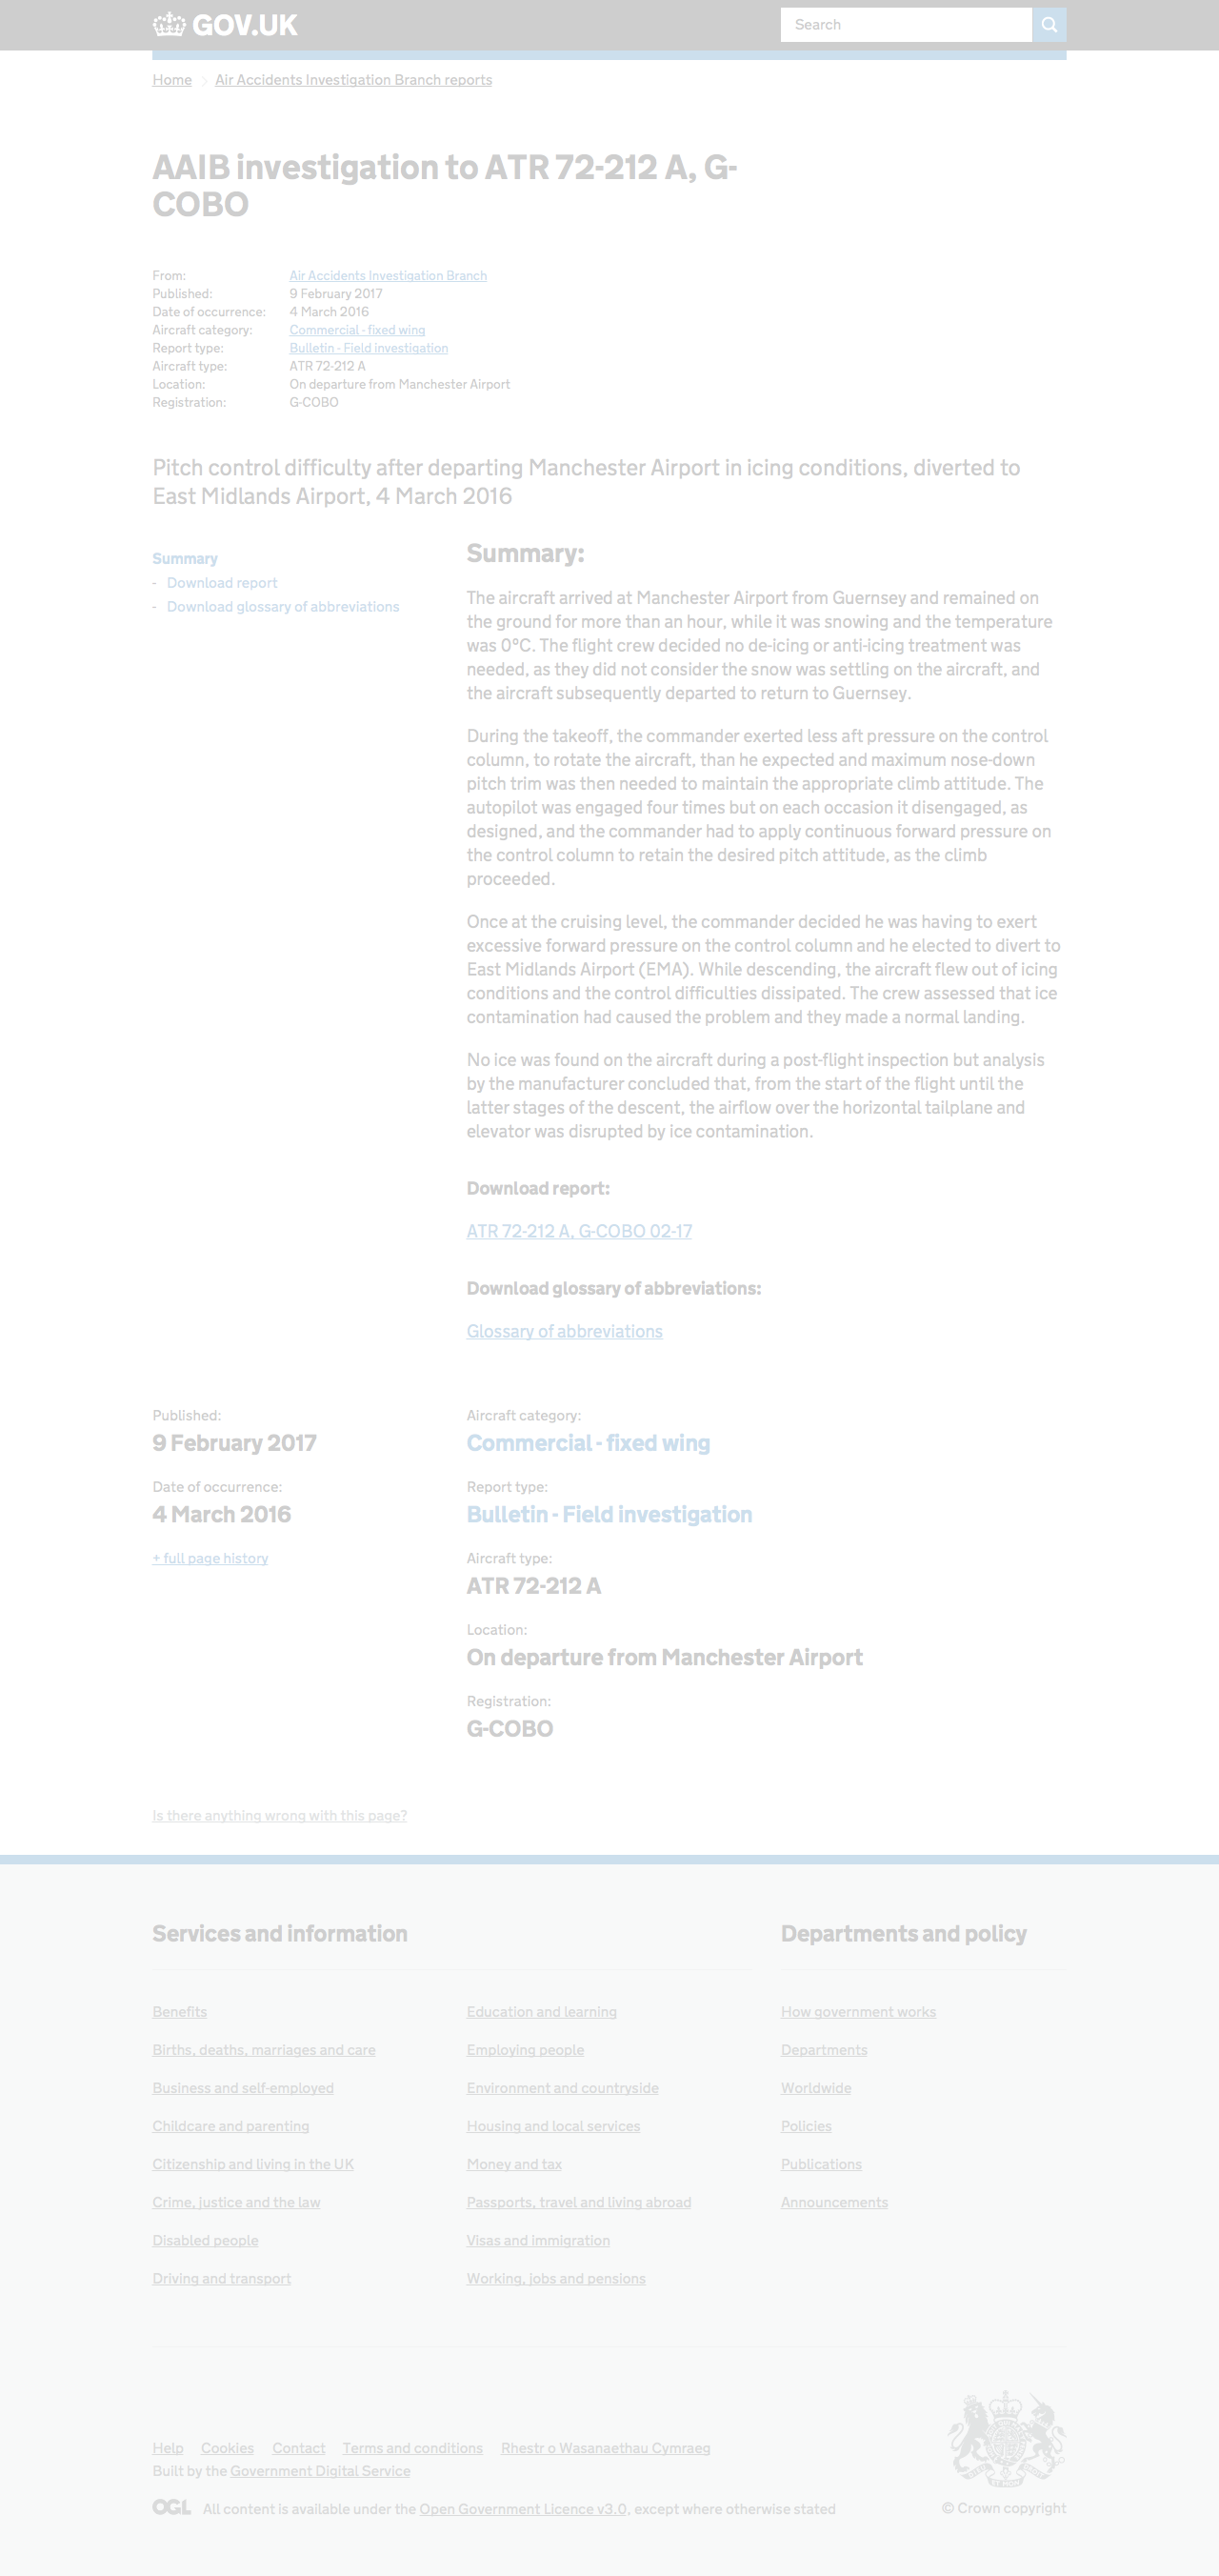 GOV.UK
Search
Home
Air Accidents Investigation Branch reports
AAIB investigation to ATR 72-212 A, G-
COBO
From: Air Accidents Investigation Branch
Published: 9 February 2017
Date of occurrence: 4 March 2016
Aircraft category: Commercial - fixed wing
Report type: Bulletin - Field investigation
Aircraft type: ATR 72-212 A
Location: On departure from Manchester Airport
Registration: G-COBO
Pitch control difficulty after departing Manchester Airport in icing conditions, diverted to
East Midlands Airport, 4 March 2016
Summary
- Download report
- Download glossary of abbreviations
Summary:
The aircraft arrived at Manchester Airport from Guernsey and remained on
the ground for more than an hour, while it was snowing and the temperature
was 0°C. The flight crew decided no de-icing or anti-icing treatment was
needed, as they did not consider the snow was settling on the aircraft, and
the aircraft subsequently departed to return to Guernsey.
During the takeoff, the commander exerted less aft pressure on the control
column, to rotate the aircraft, than he expected and maximum nose-down
pitch trim was then needed to maintain the appropriate climb attitude. The
autopilot was engaged four times but on each occasion it disengaged, as
designed, and the commander had to apply continuous forward pressure on
the control column to retain the desired pitch attitude, as the climb
proceeded.
Once at the cruising level, the commander decided he was having to exert
excessive forward pressure on the control column and he elected to divert to
East Midlands Airport (EMA). While descending, the aircraft flew out of icing
conditions and the control difficulties dissipated. The crew assessed that ice
contamination had caused the problem and they made a normal landing.
No ice was found on the aircraft during a post-flight inspection but analysis
by the manufacturer concluded that, from the start of the flight until the
latter stages of the descent, the airflow over the horizontal tailplane and
elevator was disrupted by ice contamination.
Download report:
ATR 72-212 A, G-COBO 02-17
Download glossary of abbreviations:
Glossary of abbreviations
Published:
9 February 2017
Date of occurrence:
4 March 2016
+ full page history
Aircraft category:
Commercial - fixed wing
Report type:
Bulletin - Field investigation
Aircraft type:
ATR 72-212 A
Location:
On departure from Manchester Airport
Registration:
G-COBO
Is there anything wrong with this page?
Services and information
Benefits
Births, deaths, marriages and care
Business and self-employed
Childcare and parenting
Citizenship and living in the UK
Crime, justice and the law
Disabled people
Driving and transport
Education and learning
Employing people
Environment and countryside
Housing and local services
Money and tax
Passports, travel and living abroad
Visas and immigration
Working, jobs and pensions
Departments and policy
How government works
Departments
Worldwide
Policies
Publications
Announcements
Help Cookies Contact Terms and conditions Rhestr o Wasanaethau Cymraeg
Built by the Government Digital Service
OGL All content is available under the Open Government Licence v3.0, except where otherwise stated
© Crown copyright